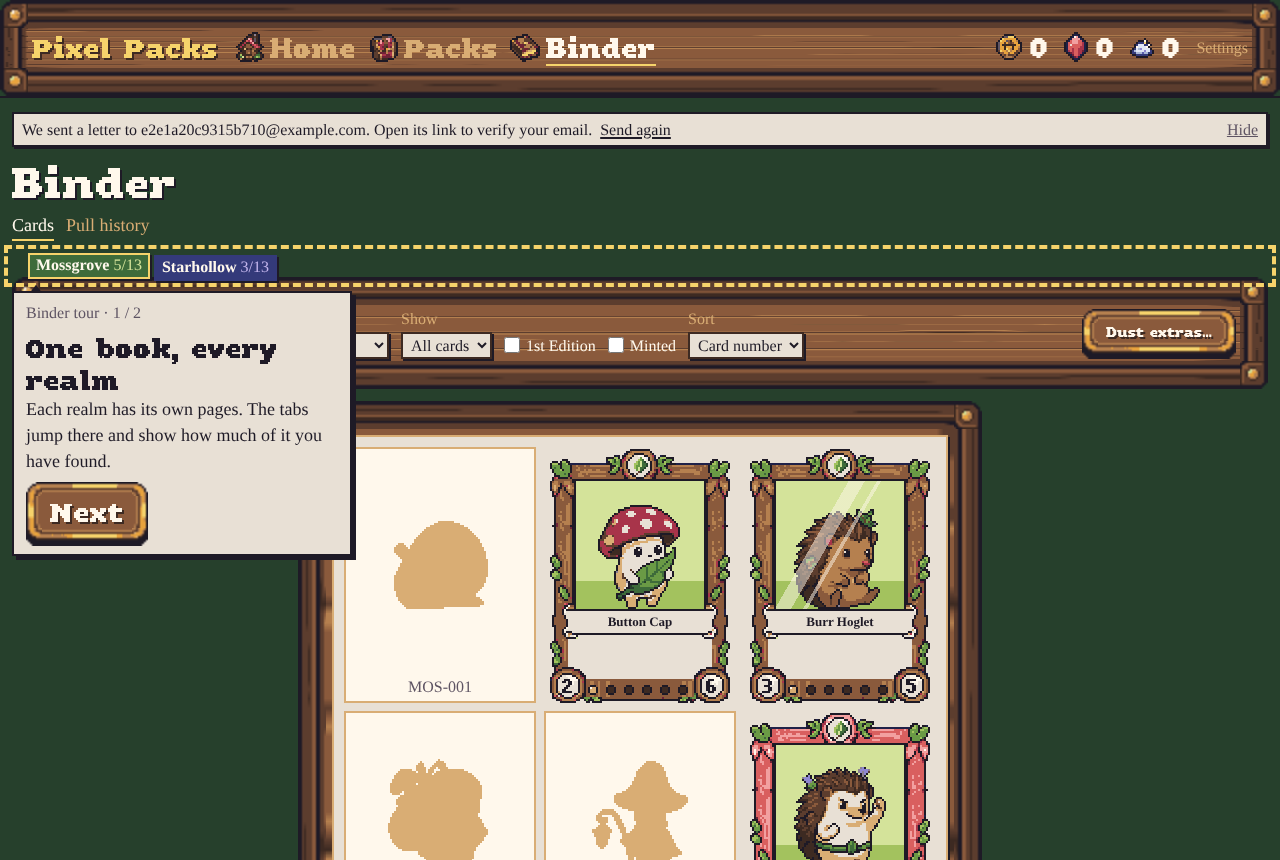 Pixel Packs Home Packs Binder 0 0 0 Settings
We sent a letter to e2e1a20c9315b710@example.com. Open its link to verify your email. Send again Hide
Binder
Cards Pull history
Mossgrove 5/13 Starhollow 3/13
Binder tour · 1 / 2
One book, every
realm
Each realm has its own pages. The tabs
jump there and show how much of it you
have found.
Next
Show Sort
All cards 1st Edition Minted Card number Dust extras...
Button Cap Burr Hoglet
MOS-001 2 6 3 5